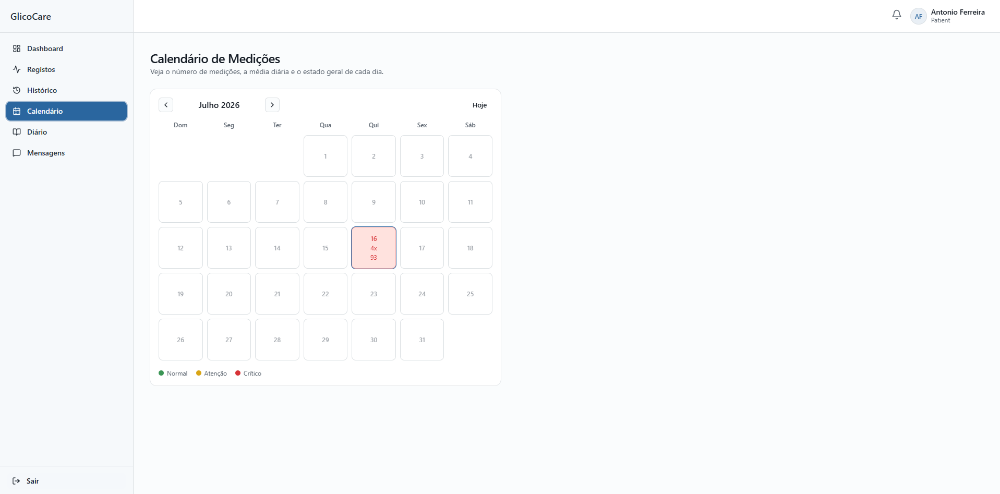 GlicoCare
Antonio Ferreira
AF
Patient
Dashboard
Registos
Histórico
Calendário
Diário
Mensagens
Sair
Calendário de Medições
Veja o número de medições, a média diária e o estado geral de cada dia.
Julho 2026
Hoje
Dom Seg Ter Qua Qui Sex Sáb
1 2 3 4
5 6 7 8 9 10 11
12 13 14 15 16 17 18
4x
93
19 20 21 22 23 24 25
26 27 28 29 30 31
Normal Atenção Crítico